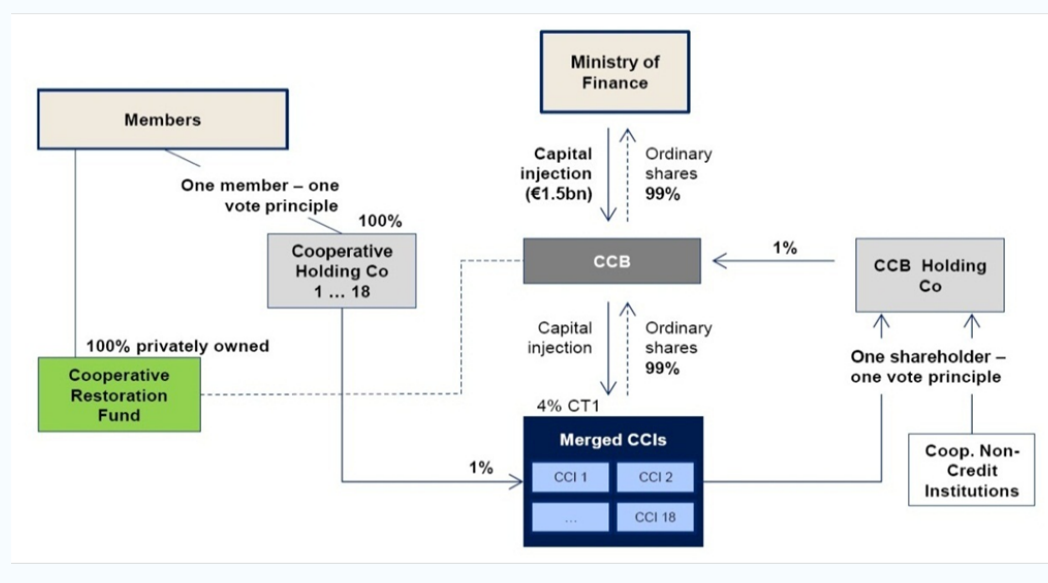 Ministry of
Finance
Members
Capital
injection
(€1.5bn)
Ordinary
shares
99%
One member – one
vote principle
100%
Cooperative
Holding Co
1 ... 18
CCB
1%
CCB Holding
Co
100% privately owned
Cooperative
Restoration
Fund
Capital
injection
Ordinary
shares
99%
One shareholder –
one vote principle
4% CT1
Merged CCIs
CCI 1
CCI 2
...
CCI 18
1%
Coop. Non-
Credit
Institutions